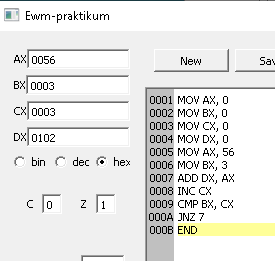 Ewm-praktikum
New
Sav
AX 0056
BX 0003
CX 0003
DX 0102
bin dec hex
C 0 Z 1
0001 MOV AX, 0
0002 MOV BX, 0
0003 MOV CX, 0
0004 MOV DX, 0
0005 MOV AX, 56
0006 MOV BX, 3
0007 ADD DX, AX
0008 INC CX
0009 CMP BX, CX
000A JNZ 7
000B END